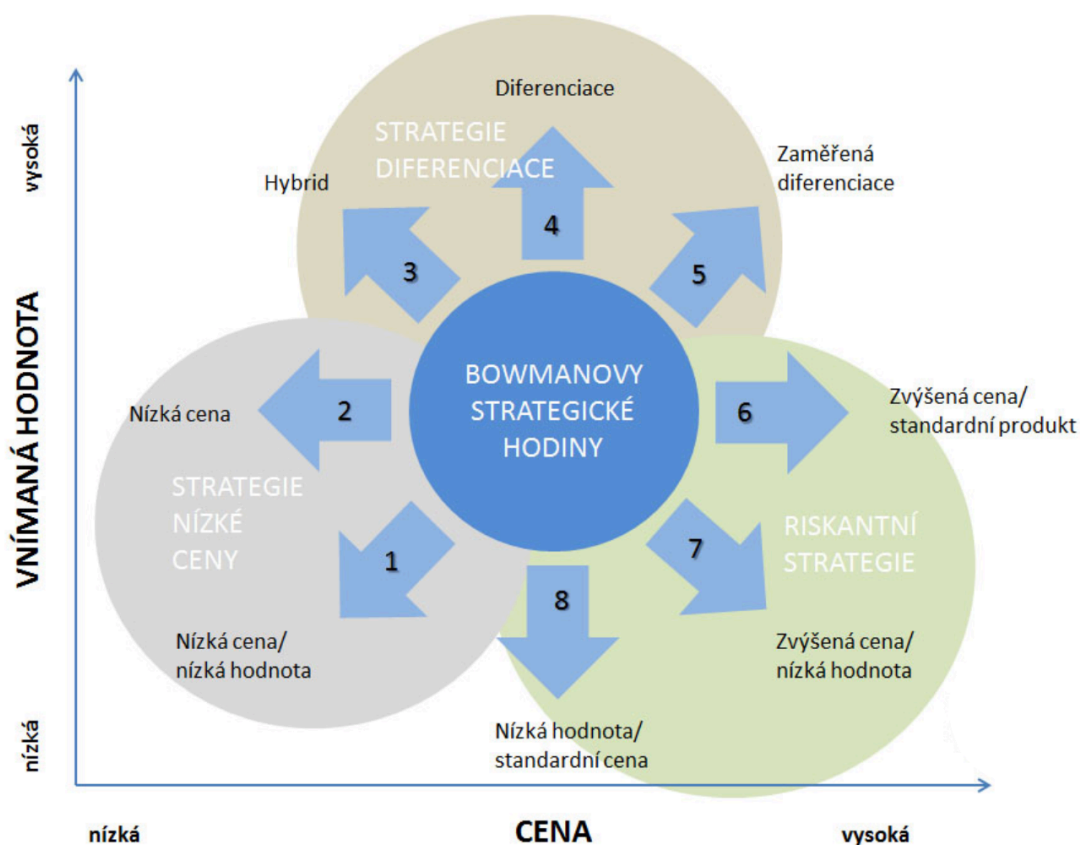 Diferenciace
STRATEGIE
DIFERENCIACE
Zaměřená
diferenciace
Hybrid
vysoká
4
3
5
VNÍMANÁ HODNOTA
BOWMANOVY
STRATEGICKÉ
HODINY
Nízká cena
2
6
Zvýšená cena/
standardní produkt
STRATEGIE
NÍZKÉ
CENY
RISKANTNÍ
STRATEGIE
1
7
8
Nízká cena/
nízká hodnota
Zvýšená cena/
nízká hodnota
Nízká hodnota/
standardní cena
nízká
nízká
CENA
vysoká